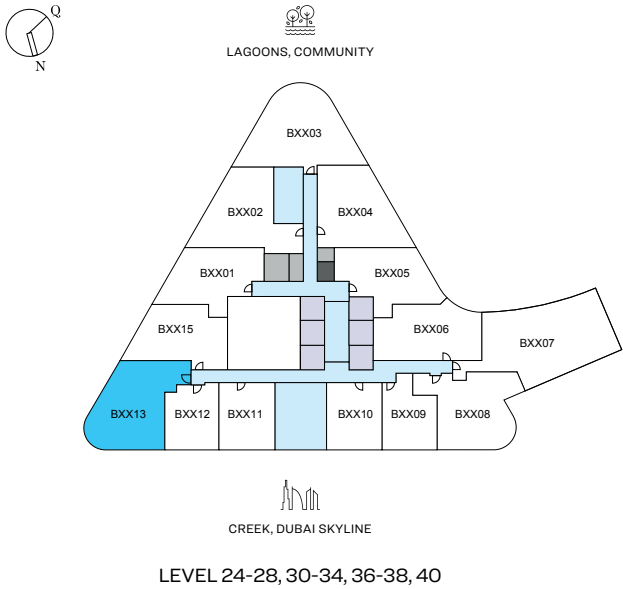 Q
N
LAGOONS, COMMUNITY
BXX03
BXX02
BXX04
BXX01
BXX05
BXX15
BXX06
BXX07
BXX13
BXX12
BXX11
BXX10
BXX09
BXX08
CREEK, DUBAI SKYLINE
LEVEL 24-28, 30-34, 36-38, 40